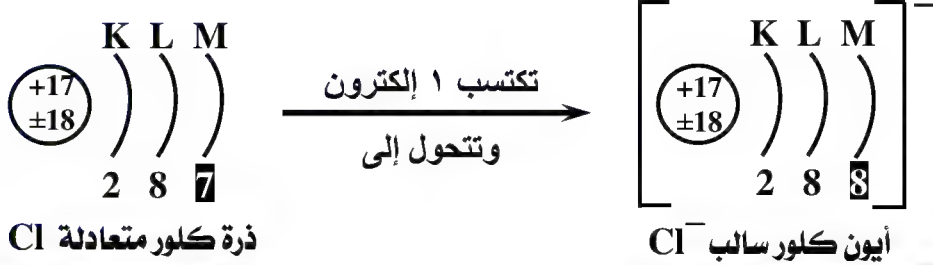 K L M
+17
±18
2 8 7
ذرة كلور متعادلة Cl
تكتسب ١ إلكترون
وتتحول إلى
K L M
+17
±18
2 8 8
−
أيون كلور سالب Cl⁻